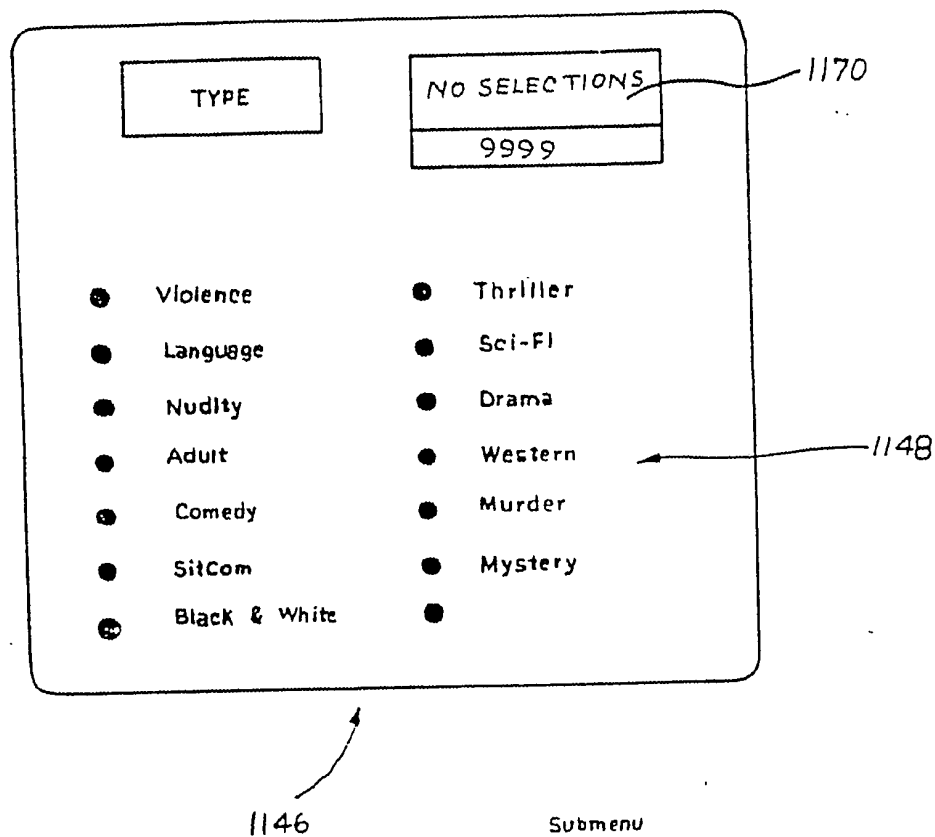 TYPE
NO SELECTIONS
9999
1170
Violence
Language
Nudity
Adult
Comedy
SitCom
Black & White
Thriller
Sci-Fi
Drama
Western
Murder
Mystery
1148
1146
Submenu